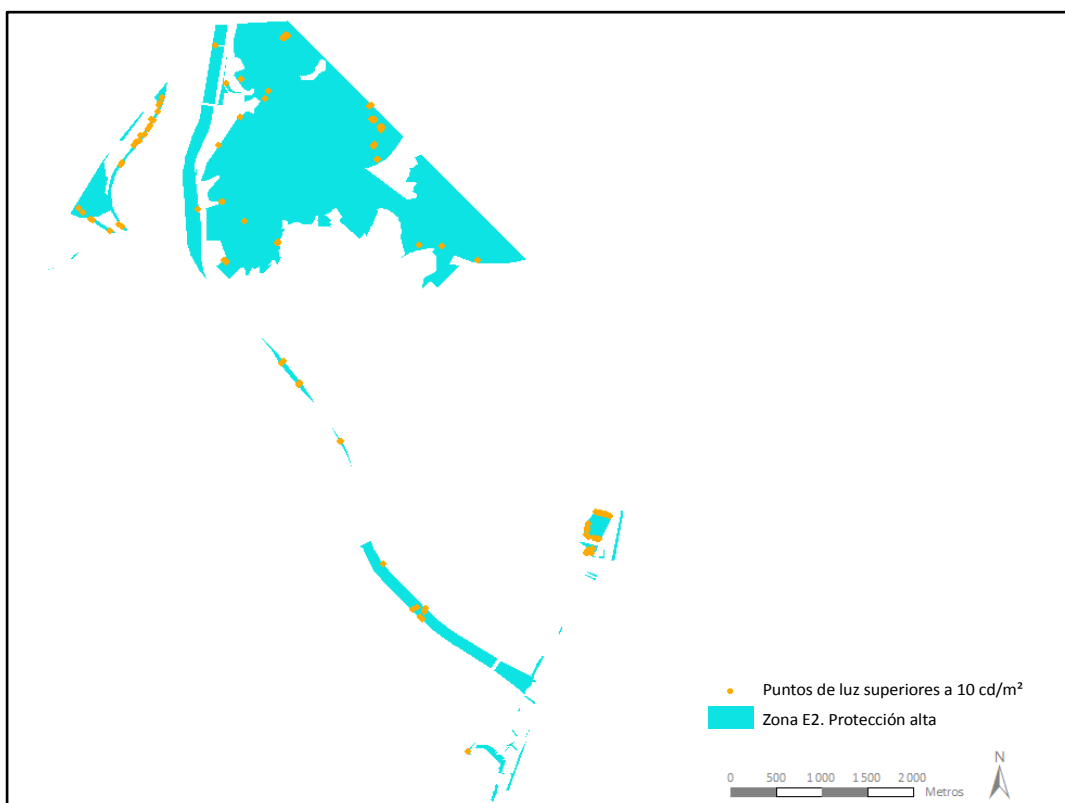 Puntos de luz superiores a 10 cd/m²
Zona E2. Protección alta
N
0 500 1 000 1 500 2 000
Metros